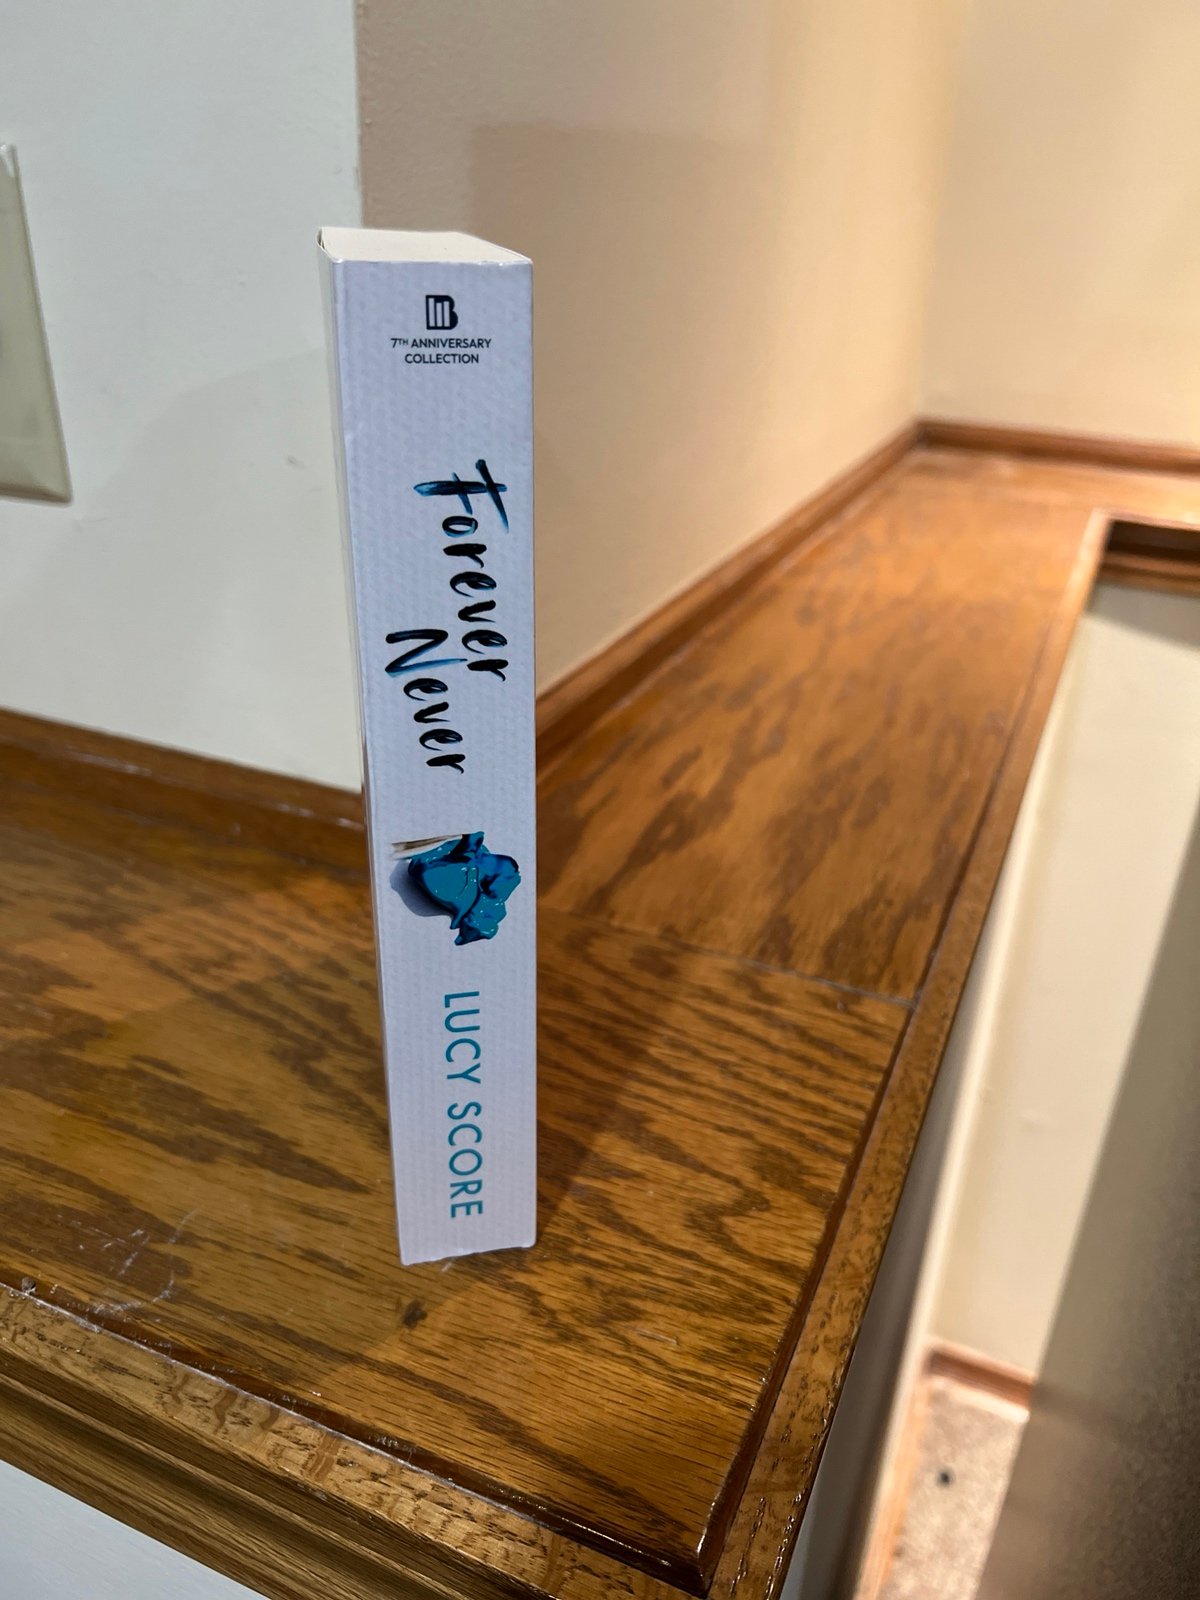 B
7TH ANNIVERSARY
COLLECTION
Forever
Never
LUCY SCORE